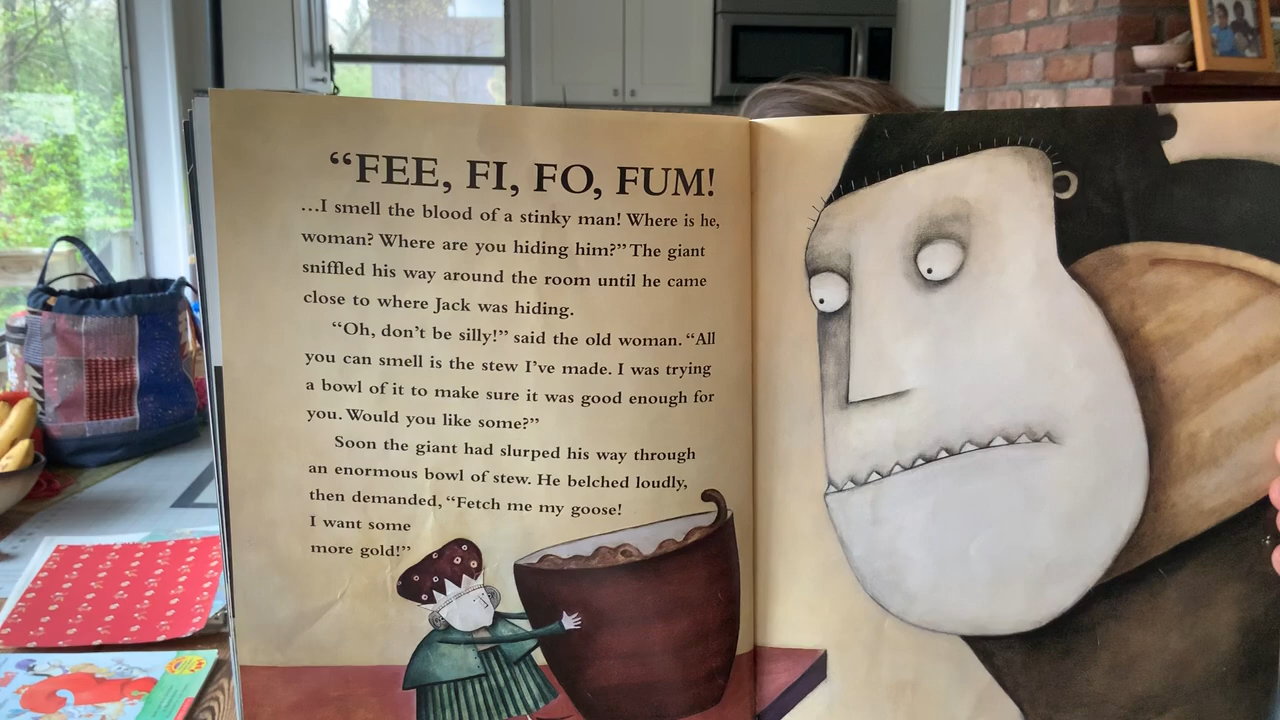 “FEE, FI, FO, FUM!
...I smell the blood of a stinky man! Where is he,
woman? Where are you hiding him?” The giant
sniffled his way around the room until he came
close to where Jack was hiding.
“Oh, don’t be silly!” said the old woman. “All
you can smell is the stew I’ve made. I was trying
a bowl of it to make sure it was good enough for
you. Would you like some?”
Soon the giant had slurped his way through
an enormous bowl of stew. He belched loudly,
then demanded, “Fetch me my goose!
I want some
more gold!”